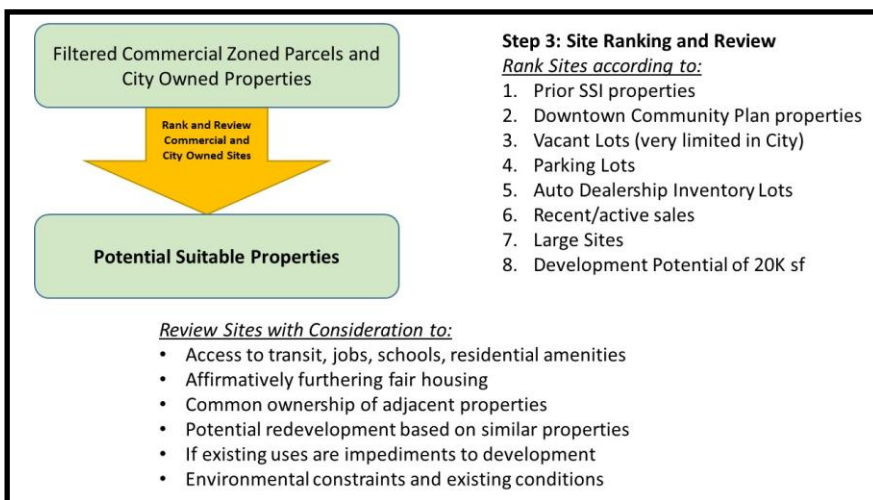 Filtered Commercial Zoned Parcels and
City Owned Properties
Rank and Review
Commercial and
City Owned Sites
Potential Suitable Properties
Step 3: Site Ranking and Review
Rank Sites according to:
1. Prior SSI properties
2. Downtown Community Plan properties
3. Vacant Lots (very limited in City)
4. Parking Lots
5. Auto Dealership Inventory Lots
6. Recent/active sales
7. Large Sites
8. Development Potential of 20K sf
Review Sites with Consideration to:
• Access to transit, jobs, schools, residential amenities
• Affirmatively furthering fair housing
• Common ownership of adjacent properties
• Potential redevelopment based on similar properties
• If existing uses are impediments to development
• Environmental constraints and existing conditions